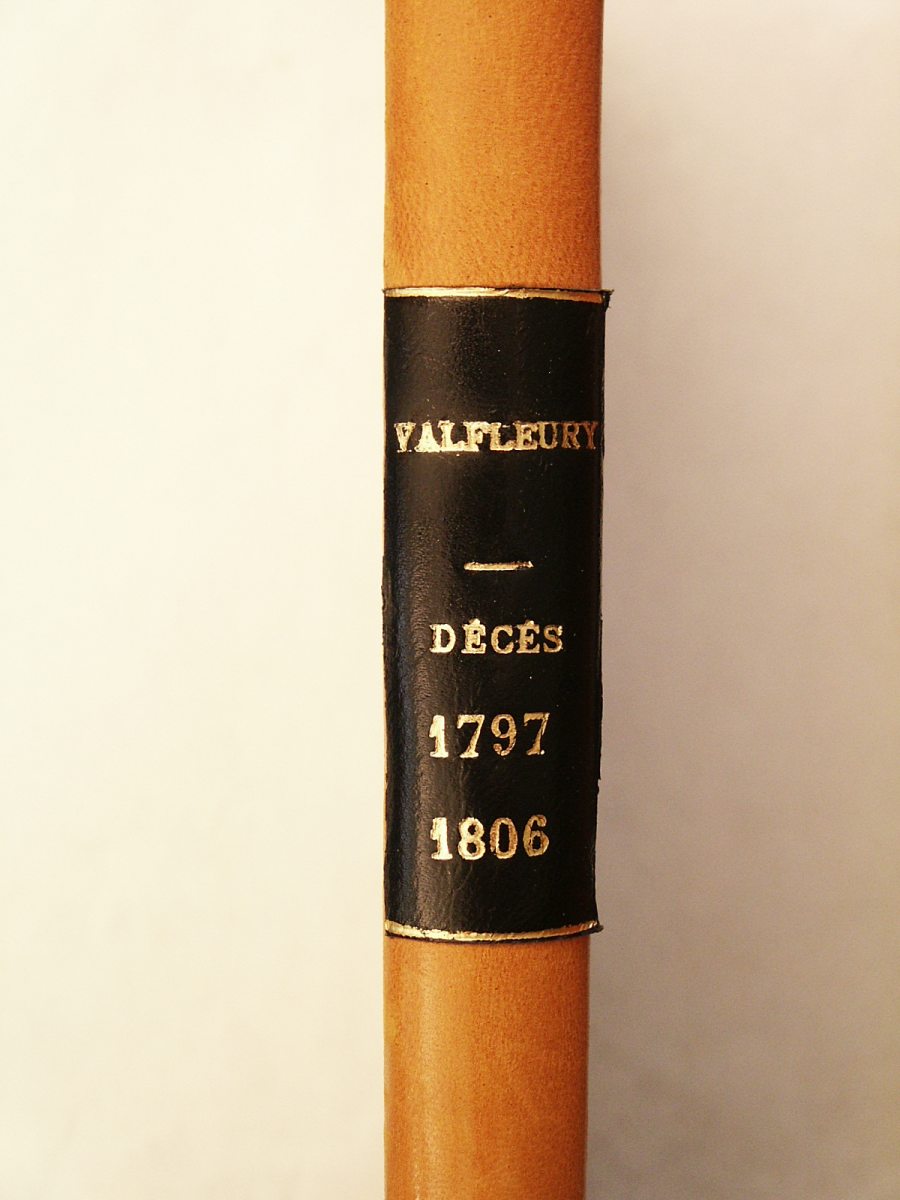 VALFLEURY
—
DÉCÉS
1797
1806